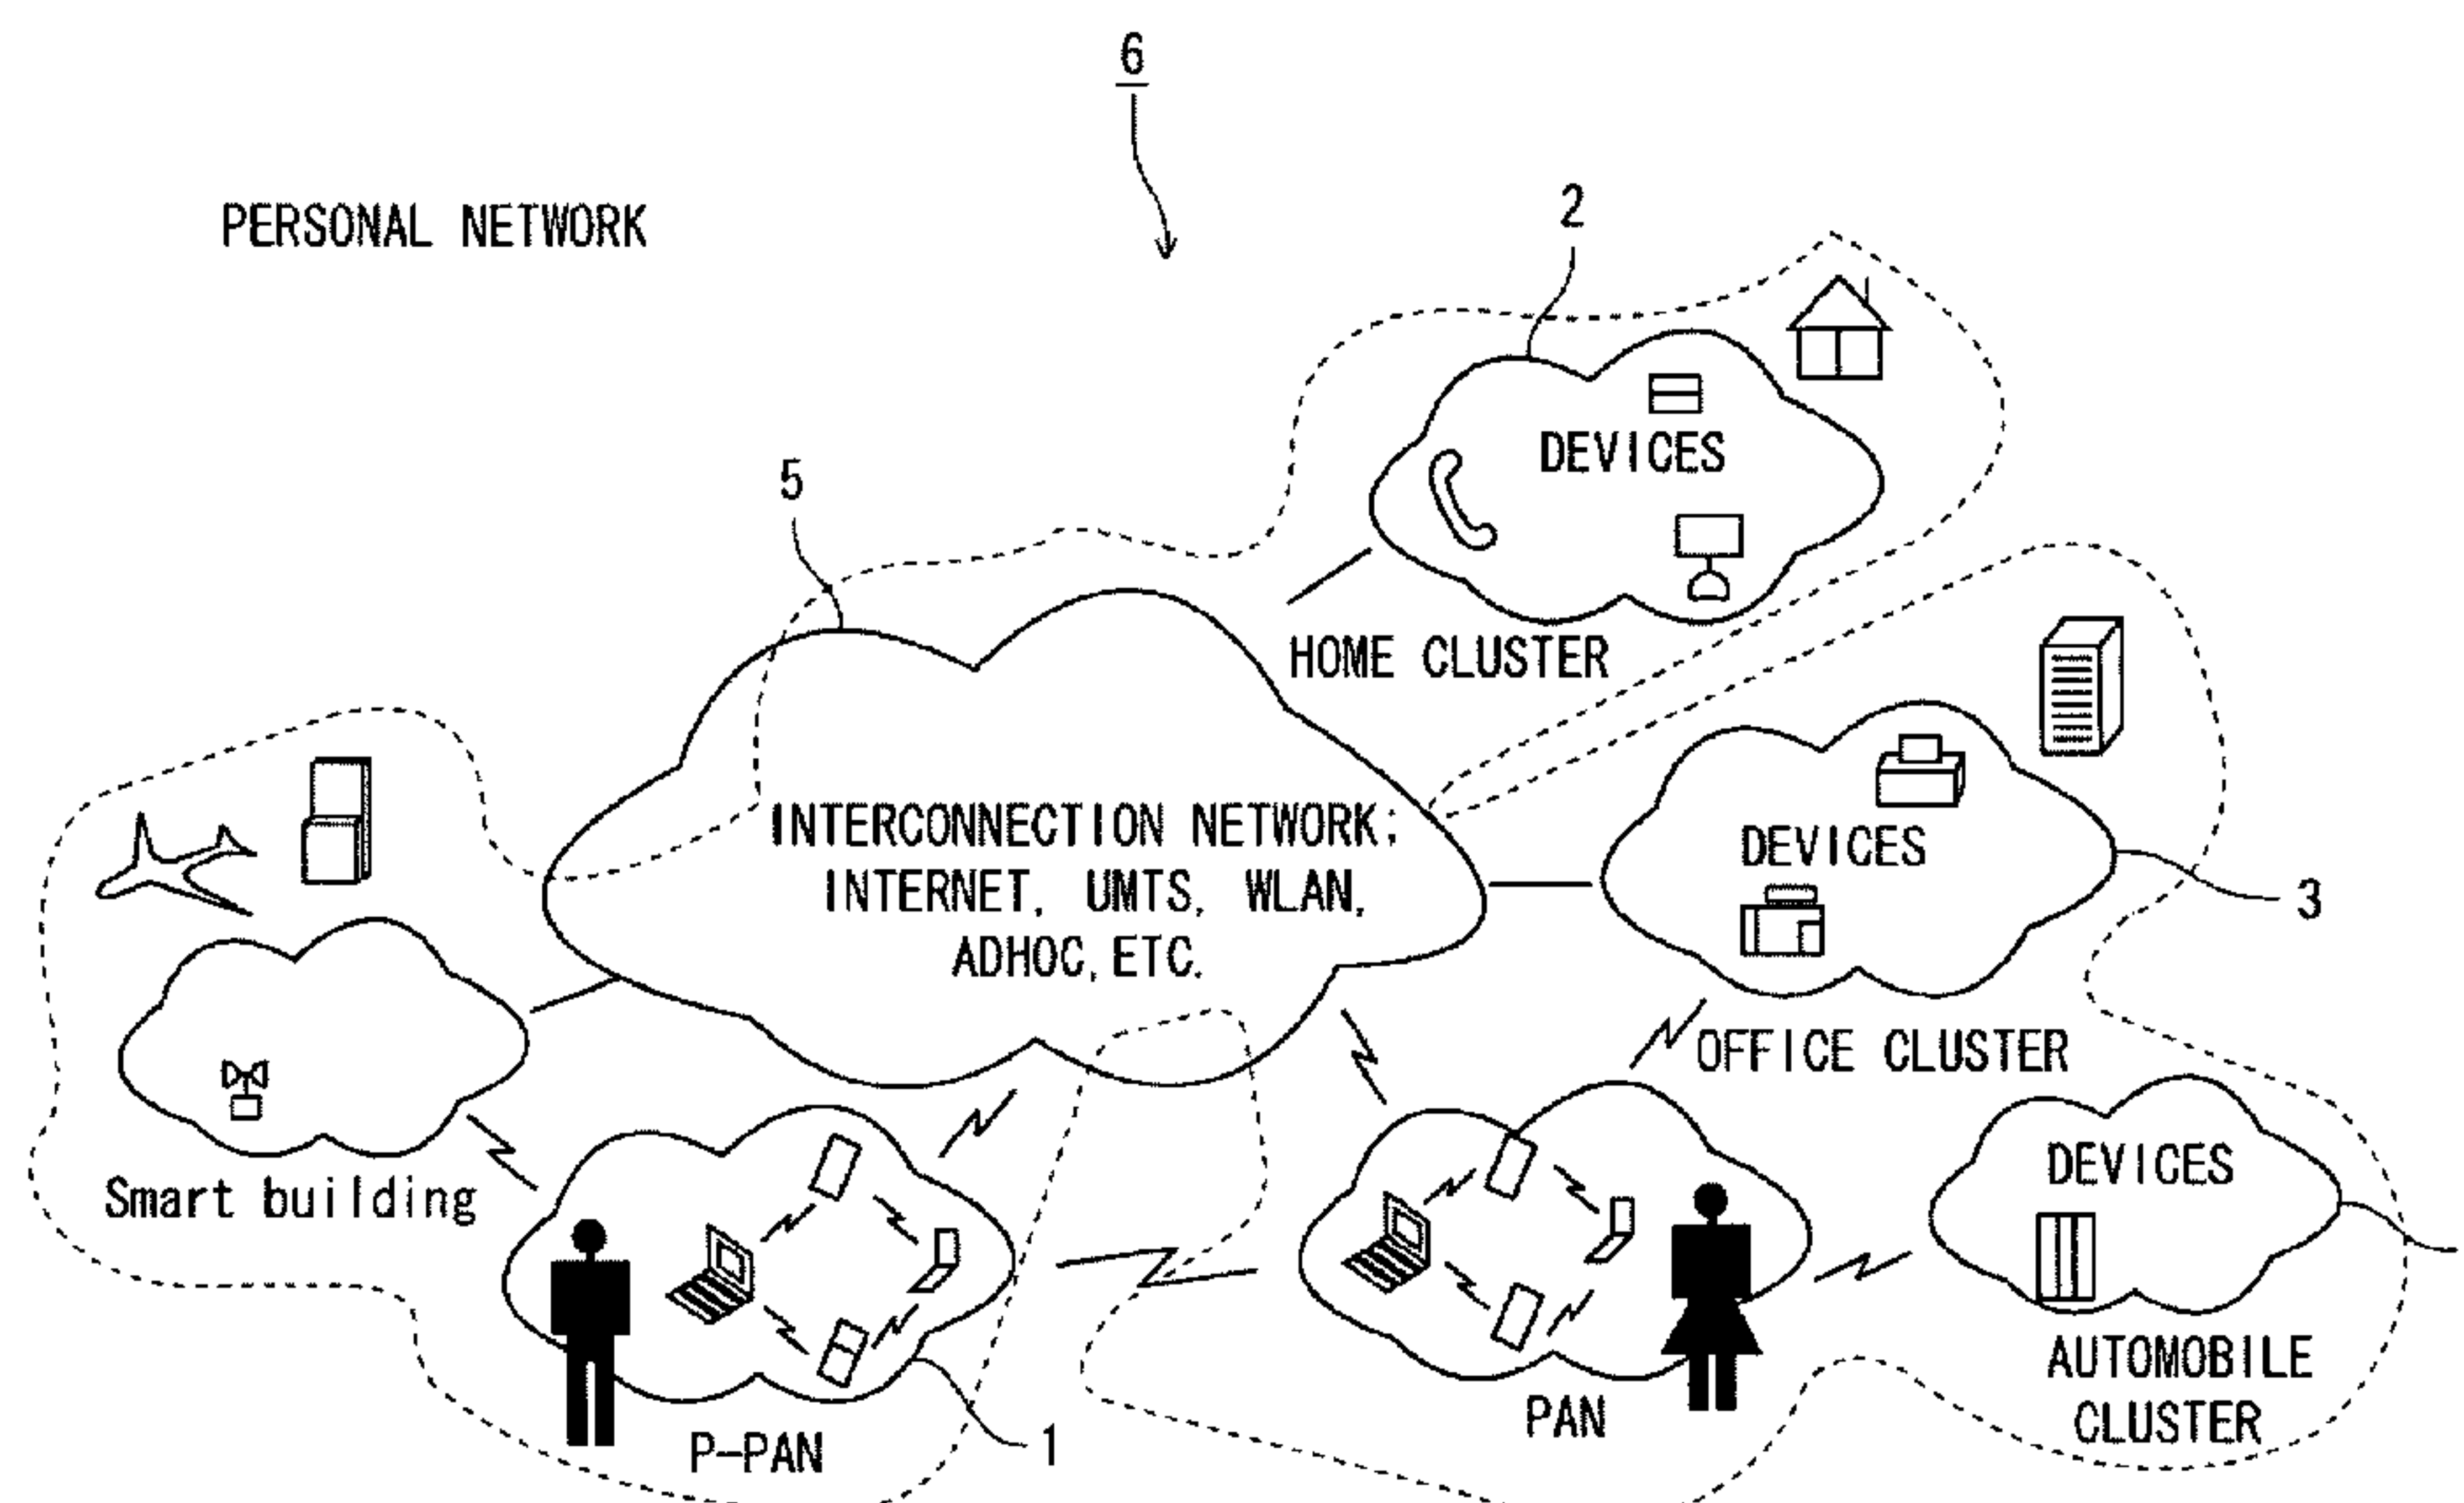 6
PERSONAL NETWORK
2
DEVICES
5
HOME CLUSTER
INTERCONNECTION NETWORK:
INTERNET, UMTS, WLAN,
ADHOC, ETC.
DEVICES
3
OFFICE CLUSTER
Smart building
DEVICES
AUTOMOBILE
CLUSTER
PAN
P-PAN
1